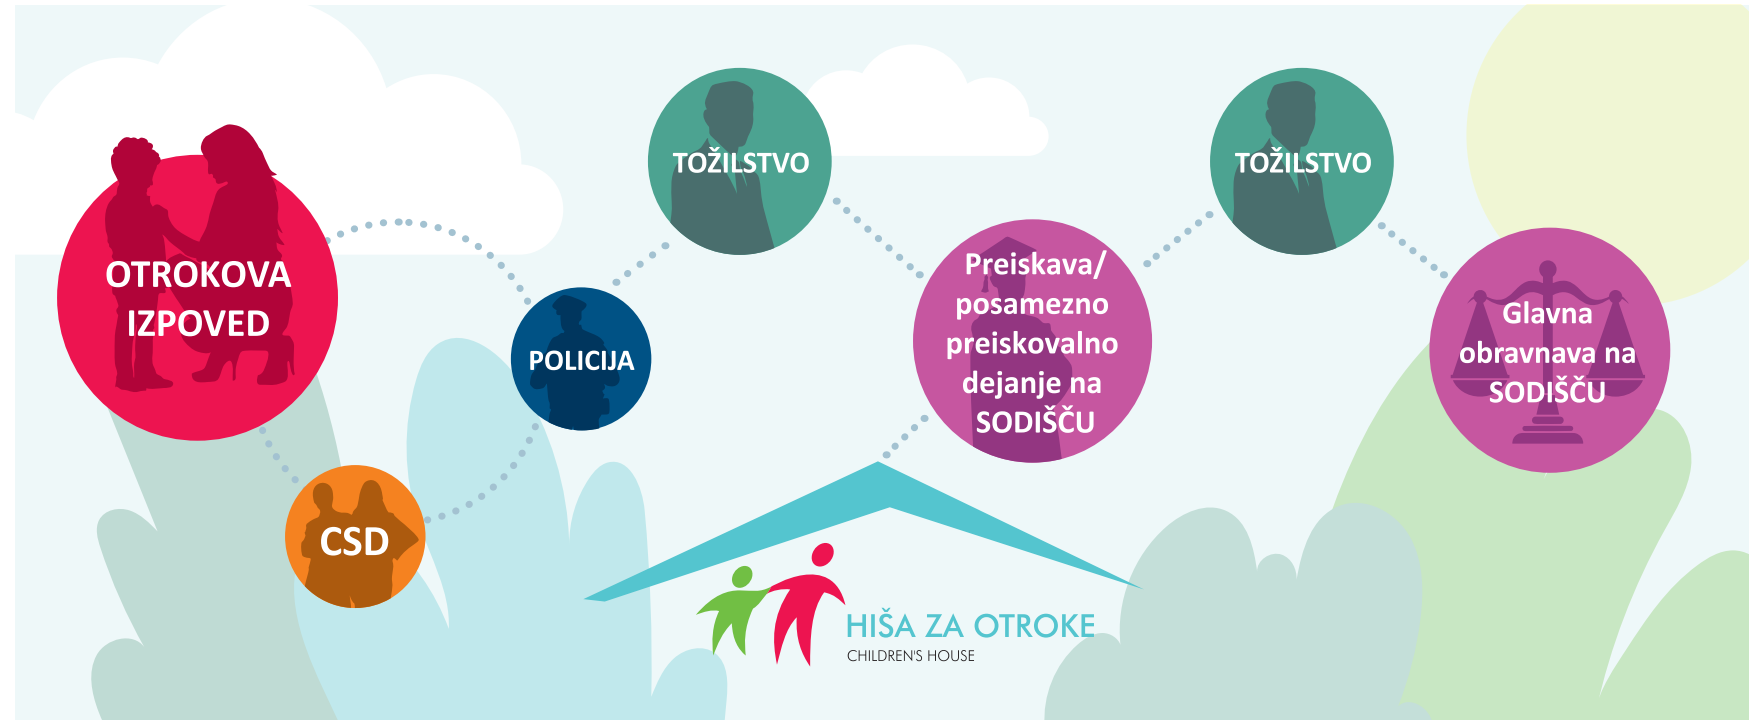 OTROKOVA
IZPOVED
CSD
POLICIJA
TOŽILSTVO
Preiskava/
posamezno
preiskovalno
dejanje na
SODIŠČU
TOŽILSTVO
Glavna
obravnava na
SODIŠČU
HIŠA ZA OTROKE
CHILDREN'S HOUSE